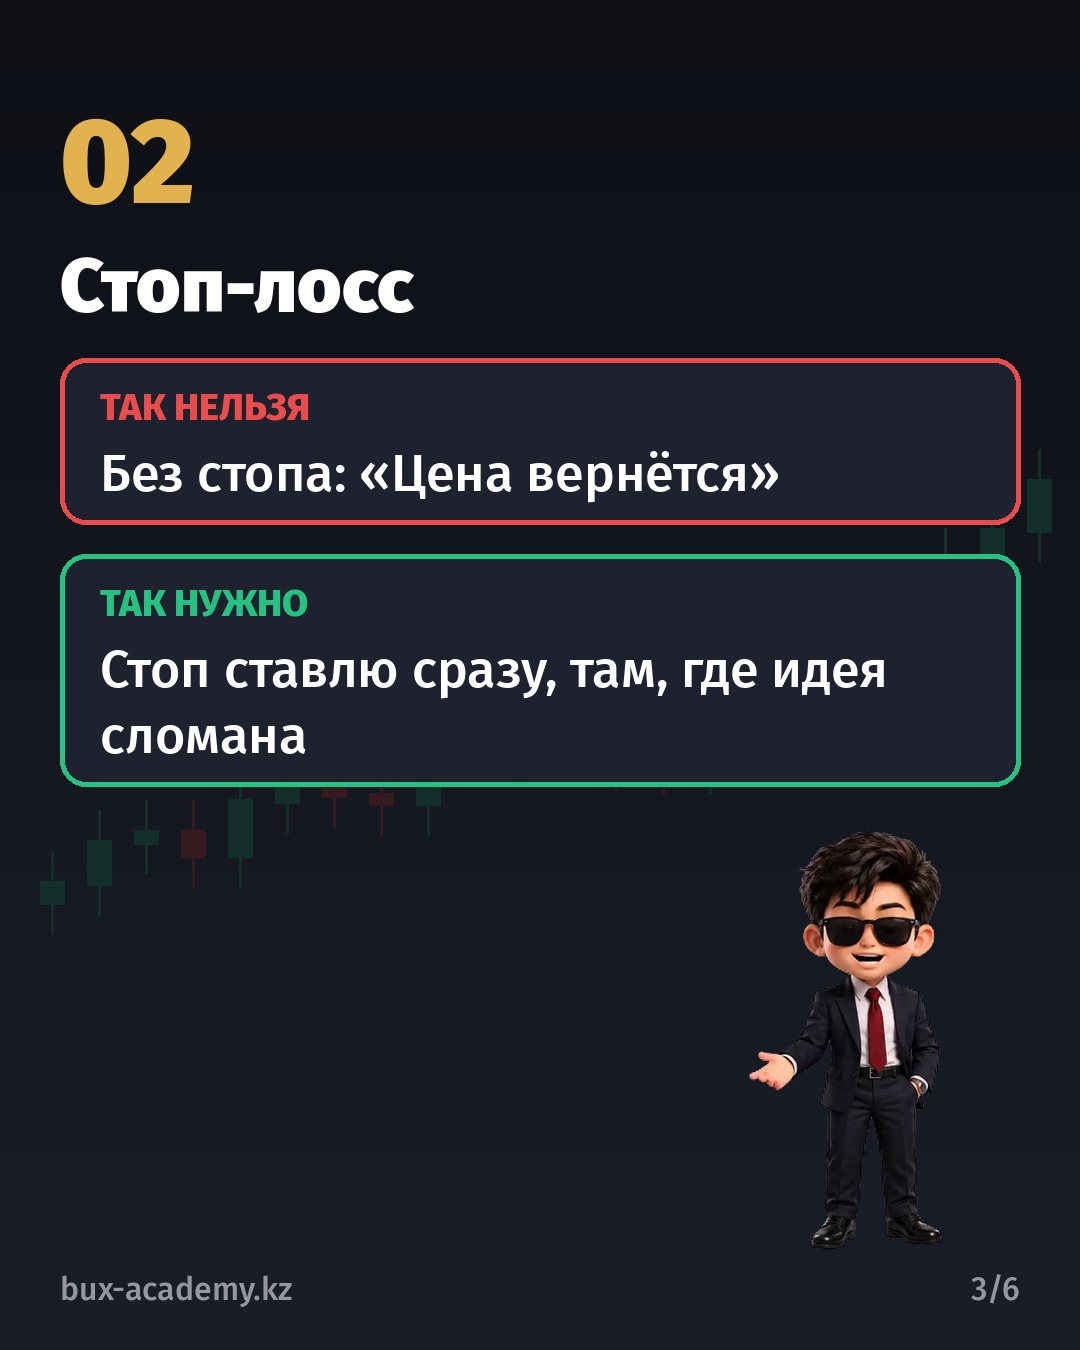 02
Стоп-лосс
ТАК НЕЛЬЗЯ
Без стопа: «Цена вернётся»
ТАК НУЖНО
Стоп ставлю сразу, там, где идея
сломана
bux-academy.kz
3/6